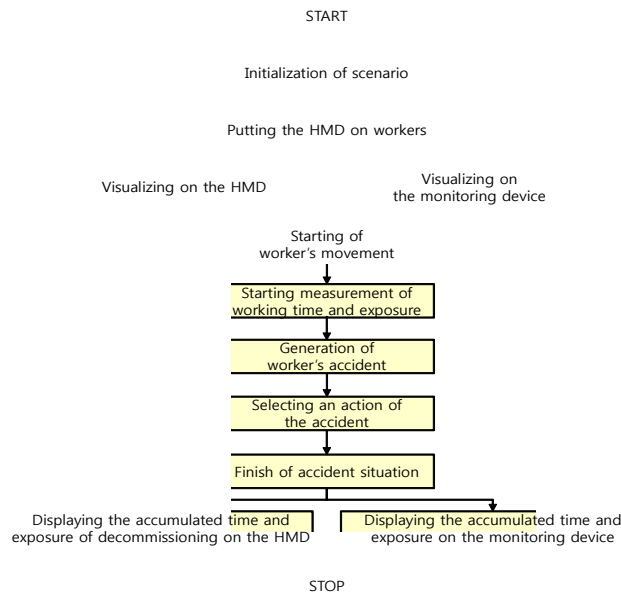 START
Initialization of scenario
Putting the HMD on workers
Visualizing on the HMD
Visualizing on
the monitoring device
Starting of
worker's movement
Starting measurement of
working time and exposure
Generation of
worker's accident
Selecting an action of
the accident
Finish of accident situation
Displaying the accumulated time and
exposure of decommissioning on the HMD
Displaying the accumulated time and
exposure on the monitoring device
STOP